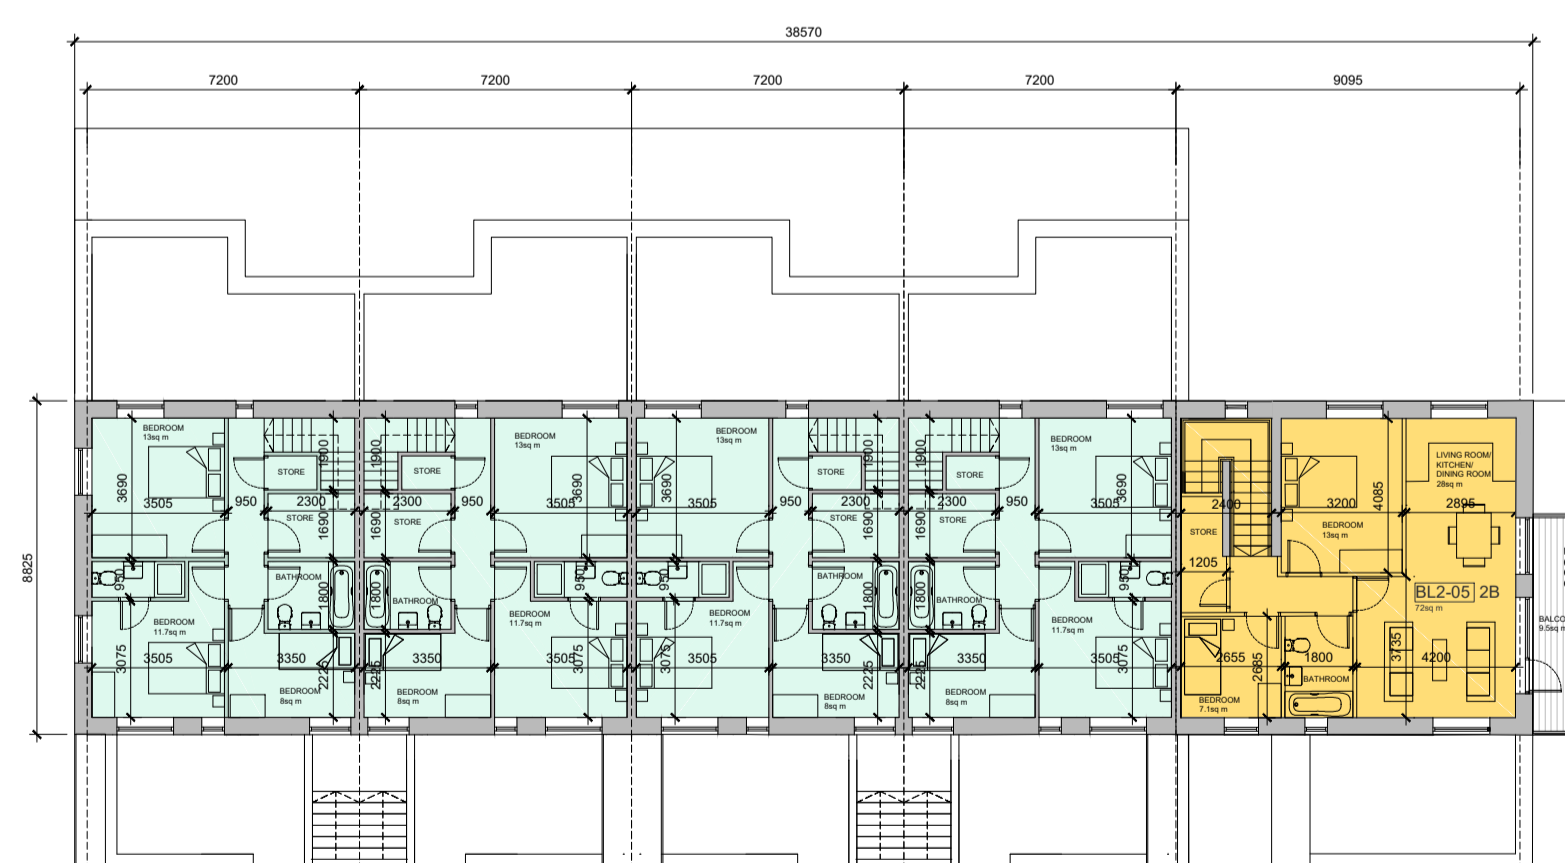 38570
7200
7200
7200
7200
9095
8825
BEDROOM
13sq m
3690
3505
950
2300
1900
STORE
STORE
1690
950
BATHROOM
1800
BEDROOM
11.7sq m
3075
3505
3350
2225
BEDROOM
8sq m
1900
STORE
2300
950
1690
STORE
BEDROOM
13sq m
3690
3505
1800
BATHROOM
950
BEDROOM
11.7sq m
3350
3505
3075
2225
BEDROOM
8sq m
BEDROOM
13sq m
3690
3505
950
2300
1900
STORE
STORE
1690
950
BATHROOM
1800
BEDROOM
11.7sq m
3075
3505
3350
2225
BEDROOM
8sq m
1900
STORE
2300
950
1690
STORE
BEDROOM
13sq m
3690
3505
1800
BATHROOM
950
BEDROOM
11.7sq m
3350
3505
3075
2225
BEDROOM
8sq m
2400
STORE
1205
3200
4085
BEDROOM
13sq m
LIVING ROOM/
KITCHEN/
DINING ROOM
28sq m
2895
BL2-05 2B
72sq m
2655
2685
BEDROOM
7.1sq m
1800
BATHROOM
3735
4200
BALCO
9.5sq m